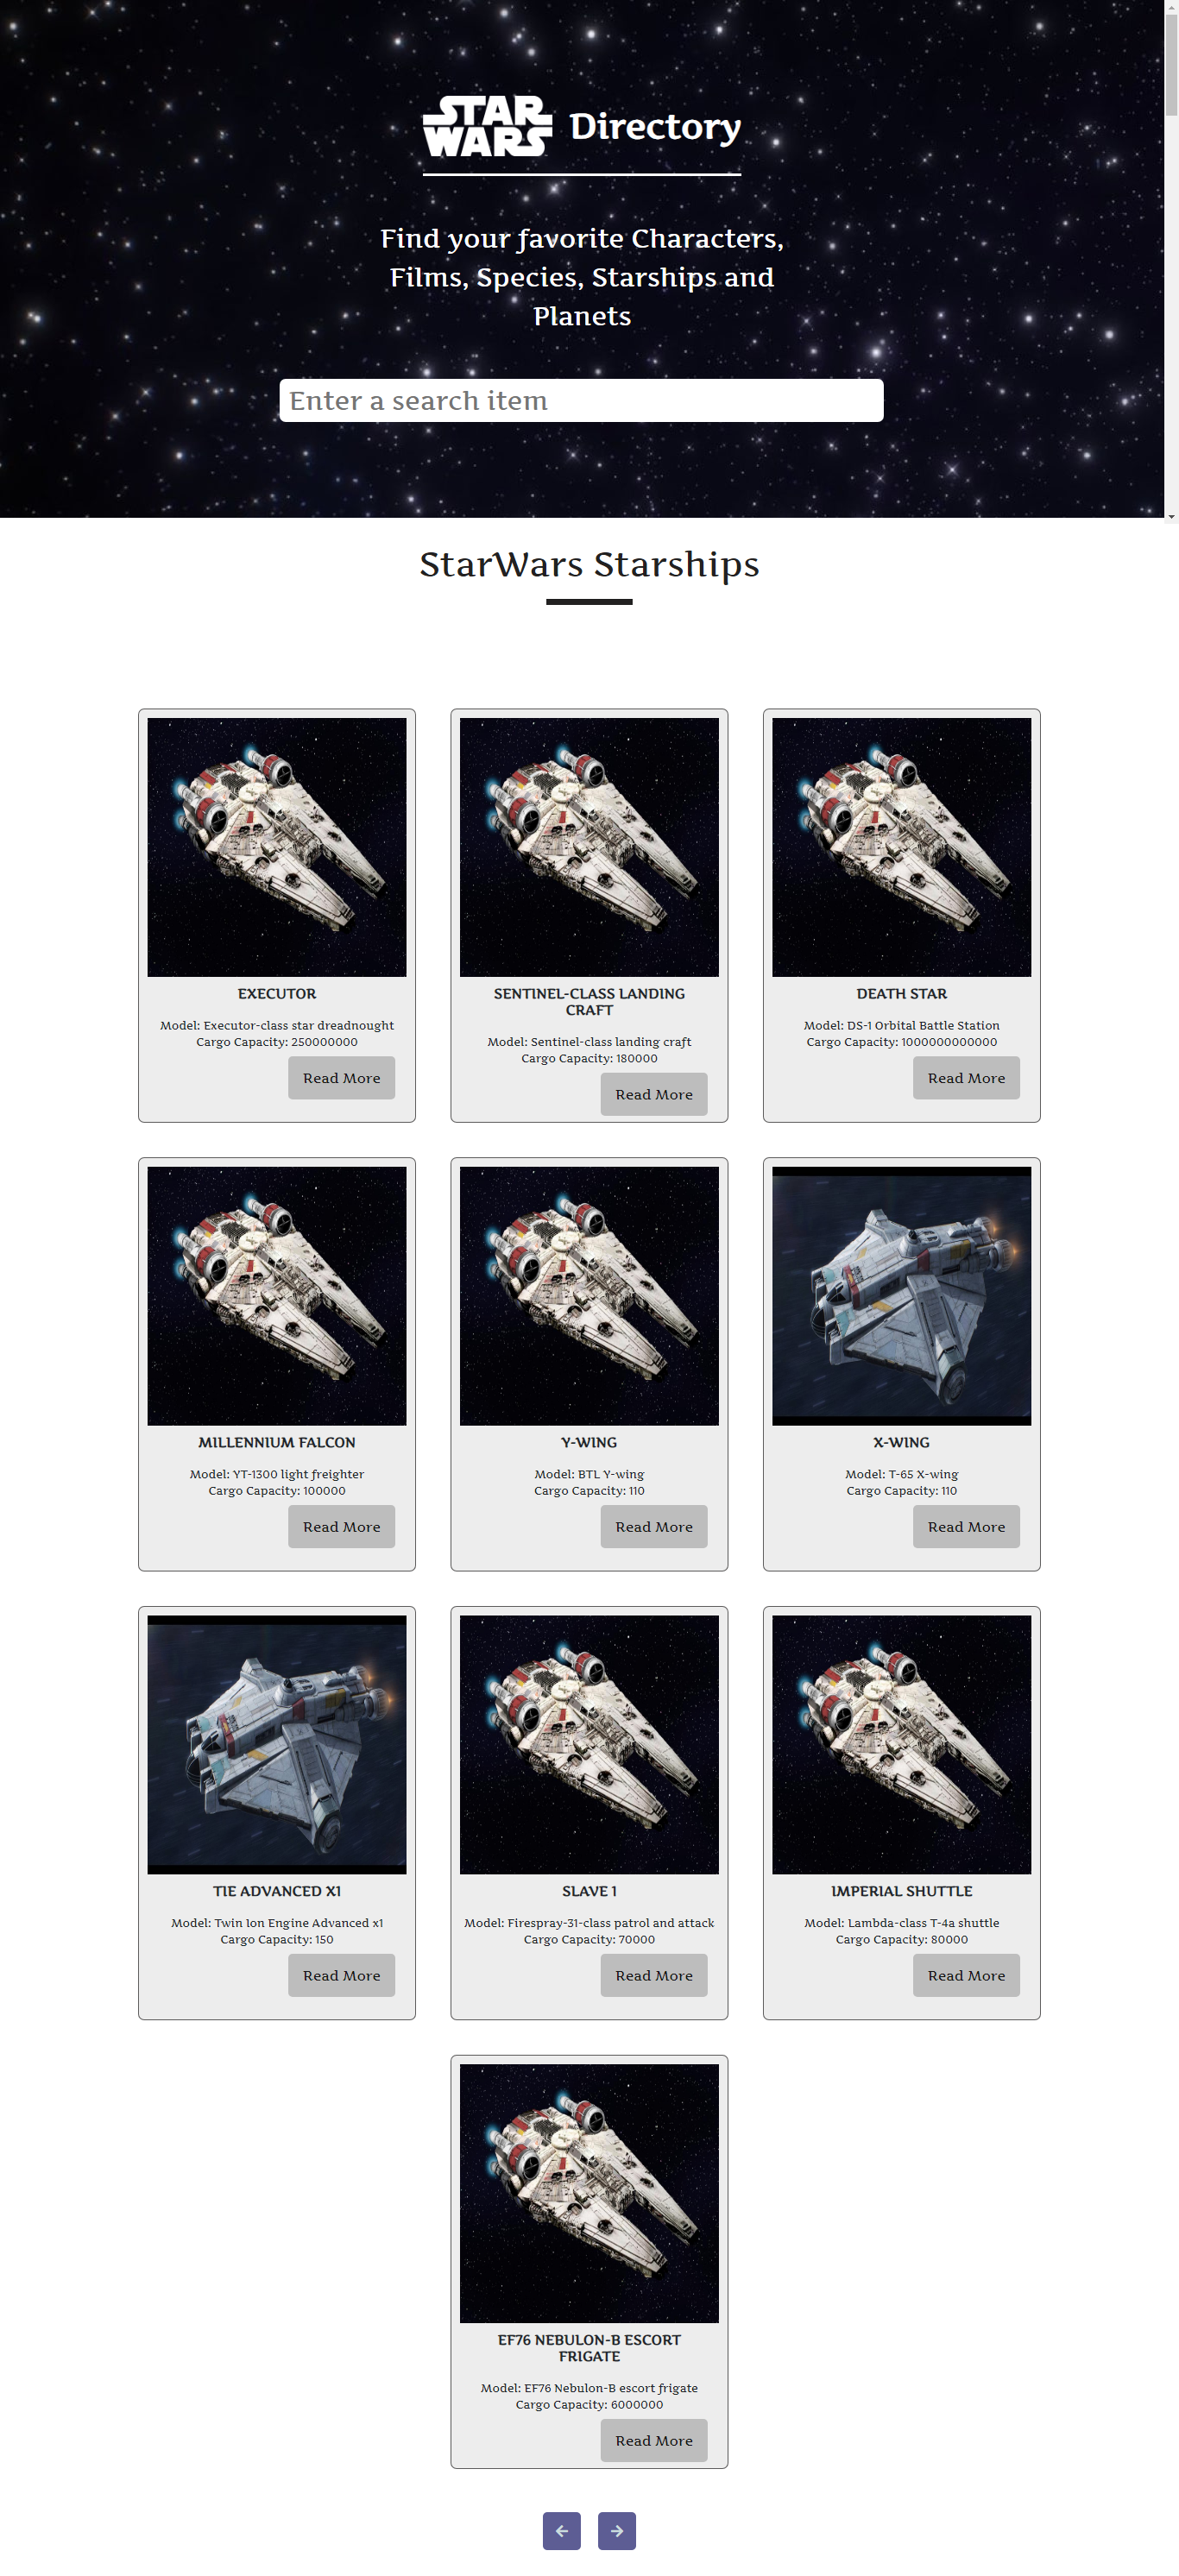 STAR
WARS Directory
Find your favorite Characters,
Films, Species, Starships and
Planets
Enter a search item
StarWars Starships
EXECUTOR
Model: Executor-class star dreadnought
Cargo Capacity: 250000000
Read More
SENTINEL-CLASS LANDING
CRAFT
Model: Sentinel-class landing craft
Cargo Capacity: 180000
Read More
DEATH STAR
Model: DS-1 Orbital Battle Station
Cargo Capacity: 1000000000000
Read More
MILLENNIUM FALCON
Model: YT-1300 light freighter
Cargo Capacity: 100000
Read More
Y-WING
Model: BTL Y-wing
Cargo Capacity: 110
Read More
X-WING
Model: T-65 X-wing
Cargo Capacity: 110
Read More
TIE ADVANCED X1
Model: Twin Ion Engine Advanced x1
Cargo Capacity: 150
Read More
SLAVE 1
Model: Firespray-31-class patrol and attack
Cargo Capacity: 70000
Read More
IMPERIAL SHUTTLE
Model: Lambda-class T-4a shuttle
Cargo Capacity: 80000
Read More
EF76 NEBULON-B ESCORT
FRIGATE
Model: EF76 Nebulon-B escort frigate
Cargo Capacity: 6000000
Read More